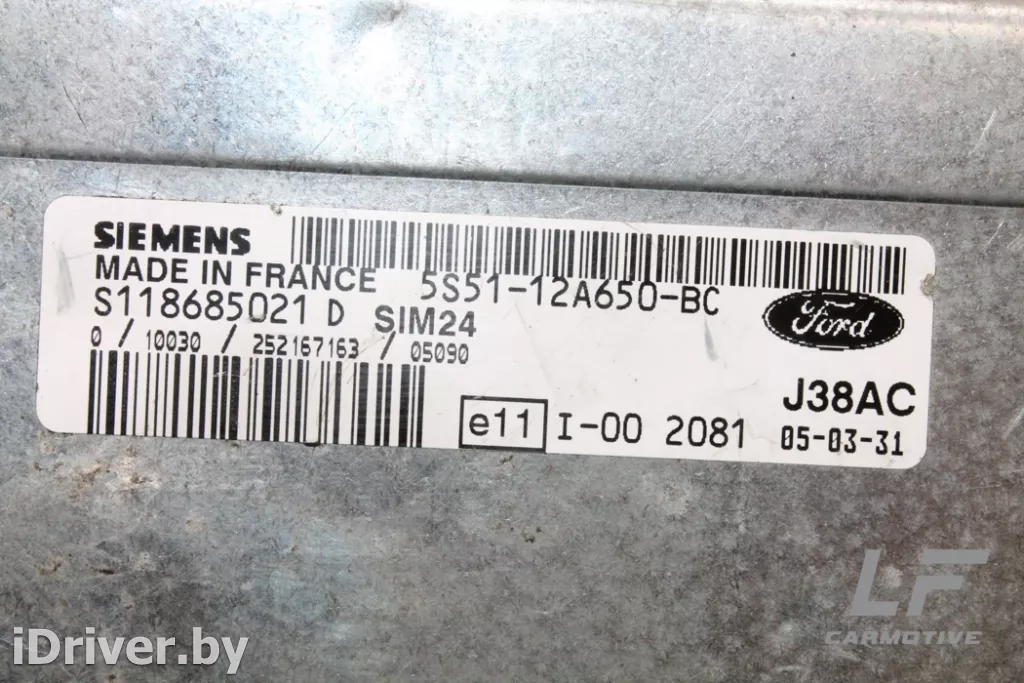 SIEMENS
MADE IN FRANCE 5S51-12A650-BC
S118685021 D SIM24
0 / 10030 / 252167163 / 05090
Ford
J38AC
e11 I-00 2081 05-03-31
LF
CARMOTIVE
iDriver.by